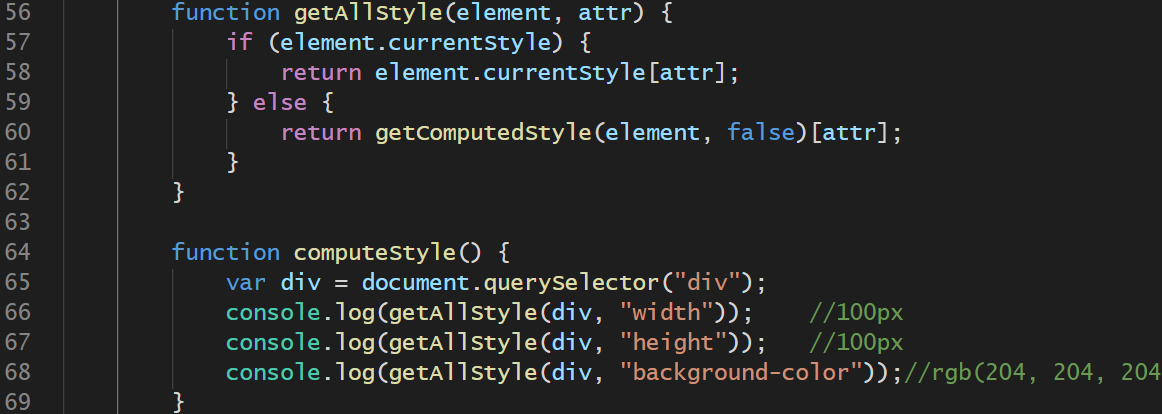 56 function getAllStyle(element, attr) {
57 if (element.currentStyle) {
58 return element.currentStyle[attr];
59 } else {
60 return getComputedStyle(element, false)[attr];
61 }
62 }
63
64 function computeStyle() {
65 var div = document.querySelector("div");
66 console.log(getAllStyle(div, "width")); //100px
67 console.log(getAllStyle(div, "height")); //100px
68 console.log(getAllStyle(div, "background-color"));//rgb(204, 204, 204
69 }